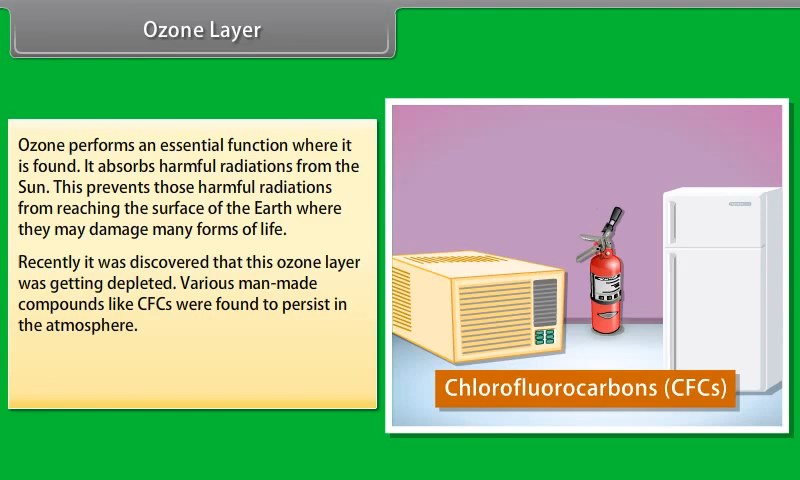 Ozone Layer
Ozone performs an essential function where it
is found. It absorbs harmful radiations from the
Sun. This prevents those harmful radiations
from reaching the surface of the Earth where
they may damage many forms of life.
Recently it was discovered that this ozone layer
was getting depleted. Various man-made
compounds like CFCs were found to persist in
the atmosphere.
Chlorofluorocarbons (CFCs)